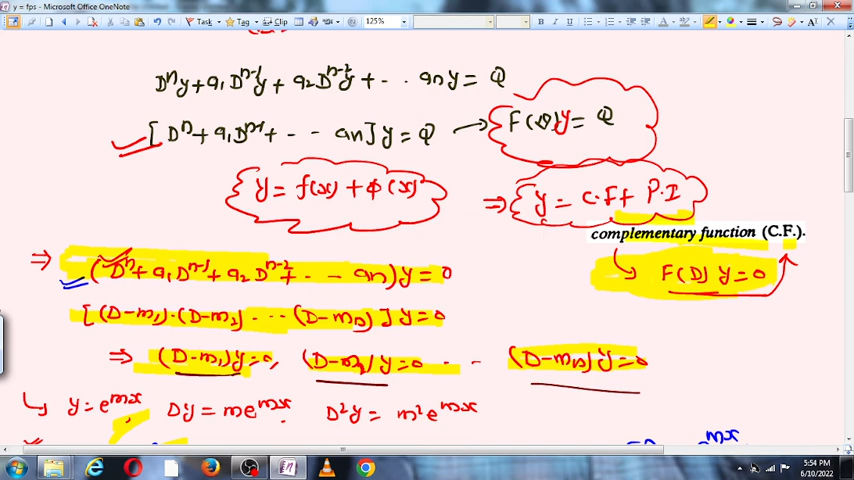 y = fps - Microsoft Office OneNote
Task Tag Clip 125% B I U
Dⁿy + a₁Dⁿ⁻¹y + a₂Dⁿ⁻²y + - . . any = Q
[Dⁿ + a₁Dⁿ⁻¹ + - - - an] y = Q → F(D)y = Q
y = f(x) + φ(x) ⇒ y = C.F + P.I
complementary function (C.F.).
⇒ (Dⁿ + a₁Dⁿ⁻¹ + a₂Dⁿ⁻² + - - - an) y = 0
F(D) y = 0
[(D-m₁)·(D-m₂) - - - - (D-mn)] y = 0
⇒ (D-m₁)y = 0, (D-m₂)y = 0 - - - (D-mn)y = 0
y = eᵐˣ Dy = meᵐˣ D²y = m²eᵐˣ
eᵐˣ
5:54 PM
6/10/2022